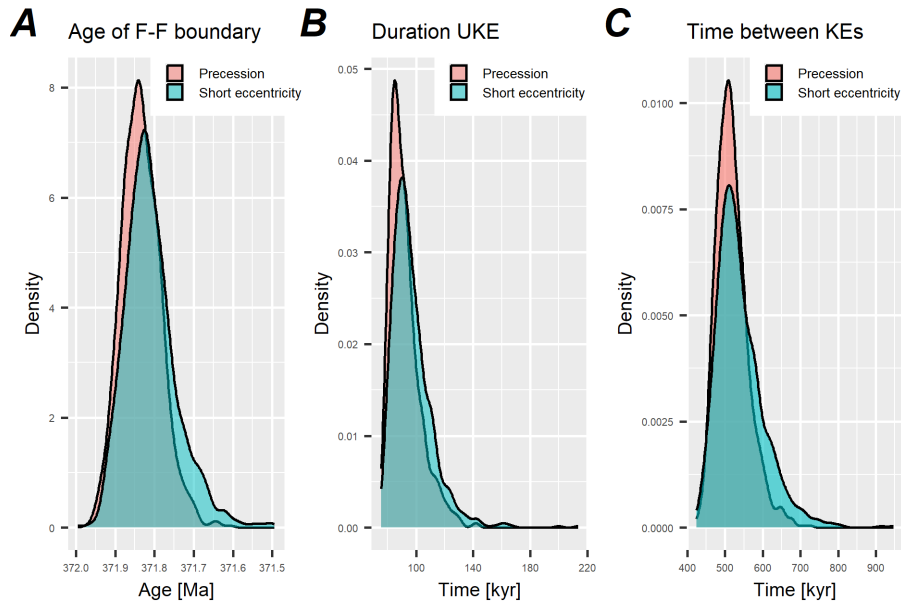 A Age of F-F boundary
Precession
Short eccentricity
8
6
4
2
0
Density
372.0 371.9 371.8 371.7 371.6 371.5
Age [Ma]
B Duration UKE
Precession
Short eccentricity
0.05
0.04
0.03
0.02
0.01
0.00
Density
100 140 180 220
Time [kyr]
C Time between KEs
Precession
Short eccentricity
0.0100
0.0075
0.0050
0.0025
0.0000
Density
400 500 600 700 800 900
Time [kyr]